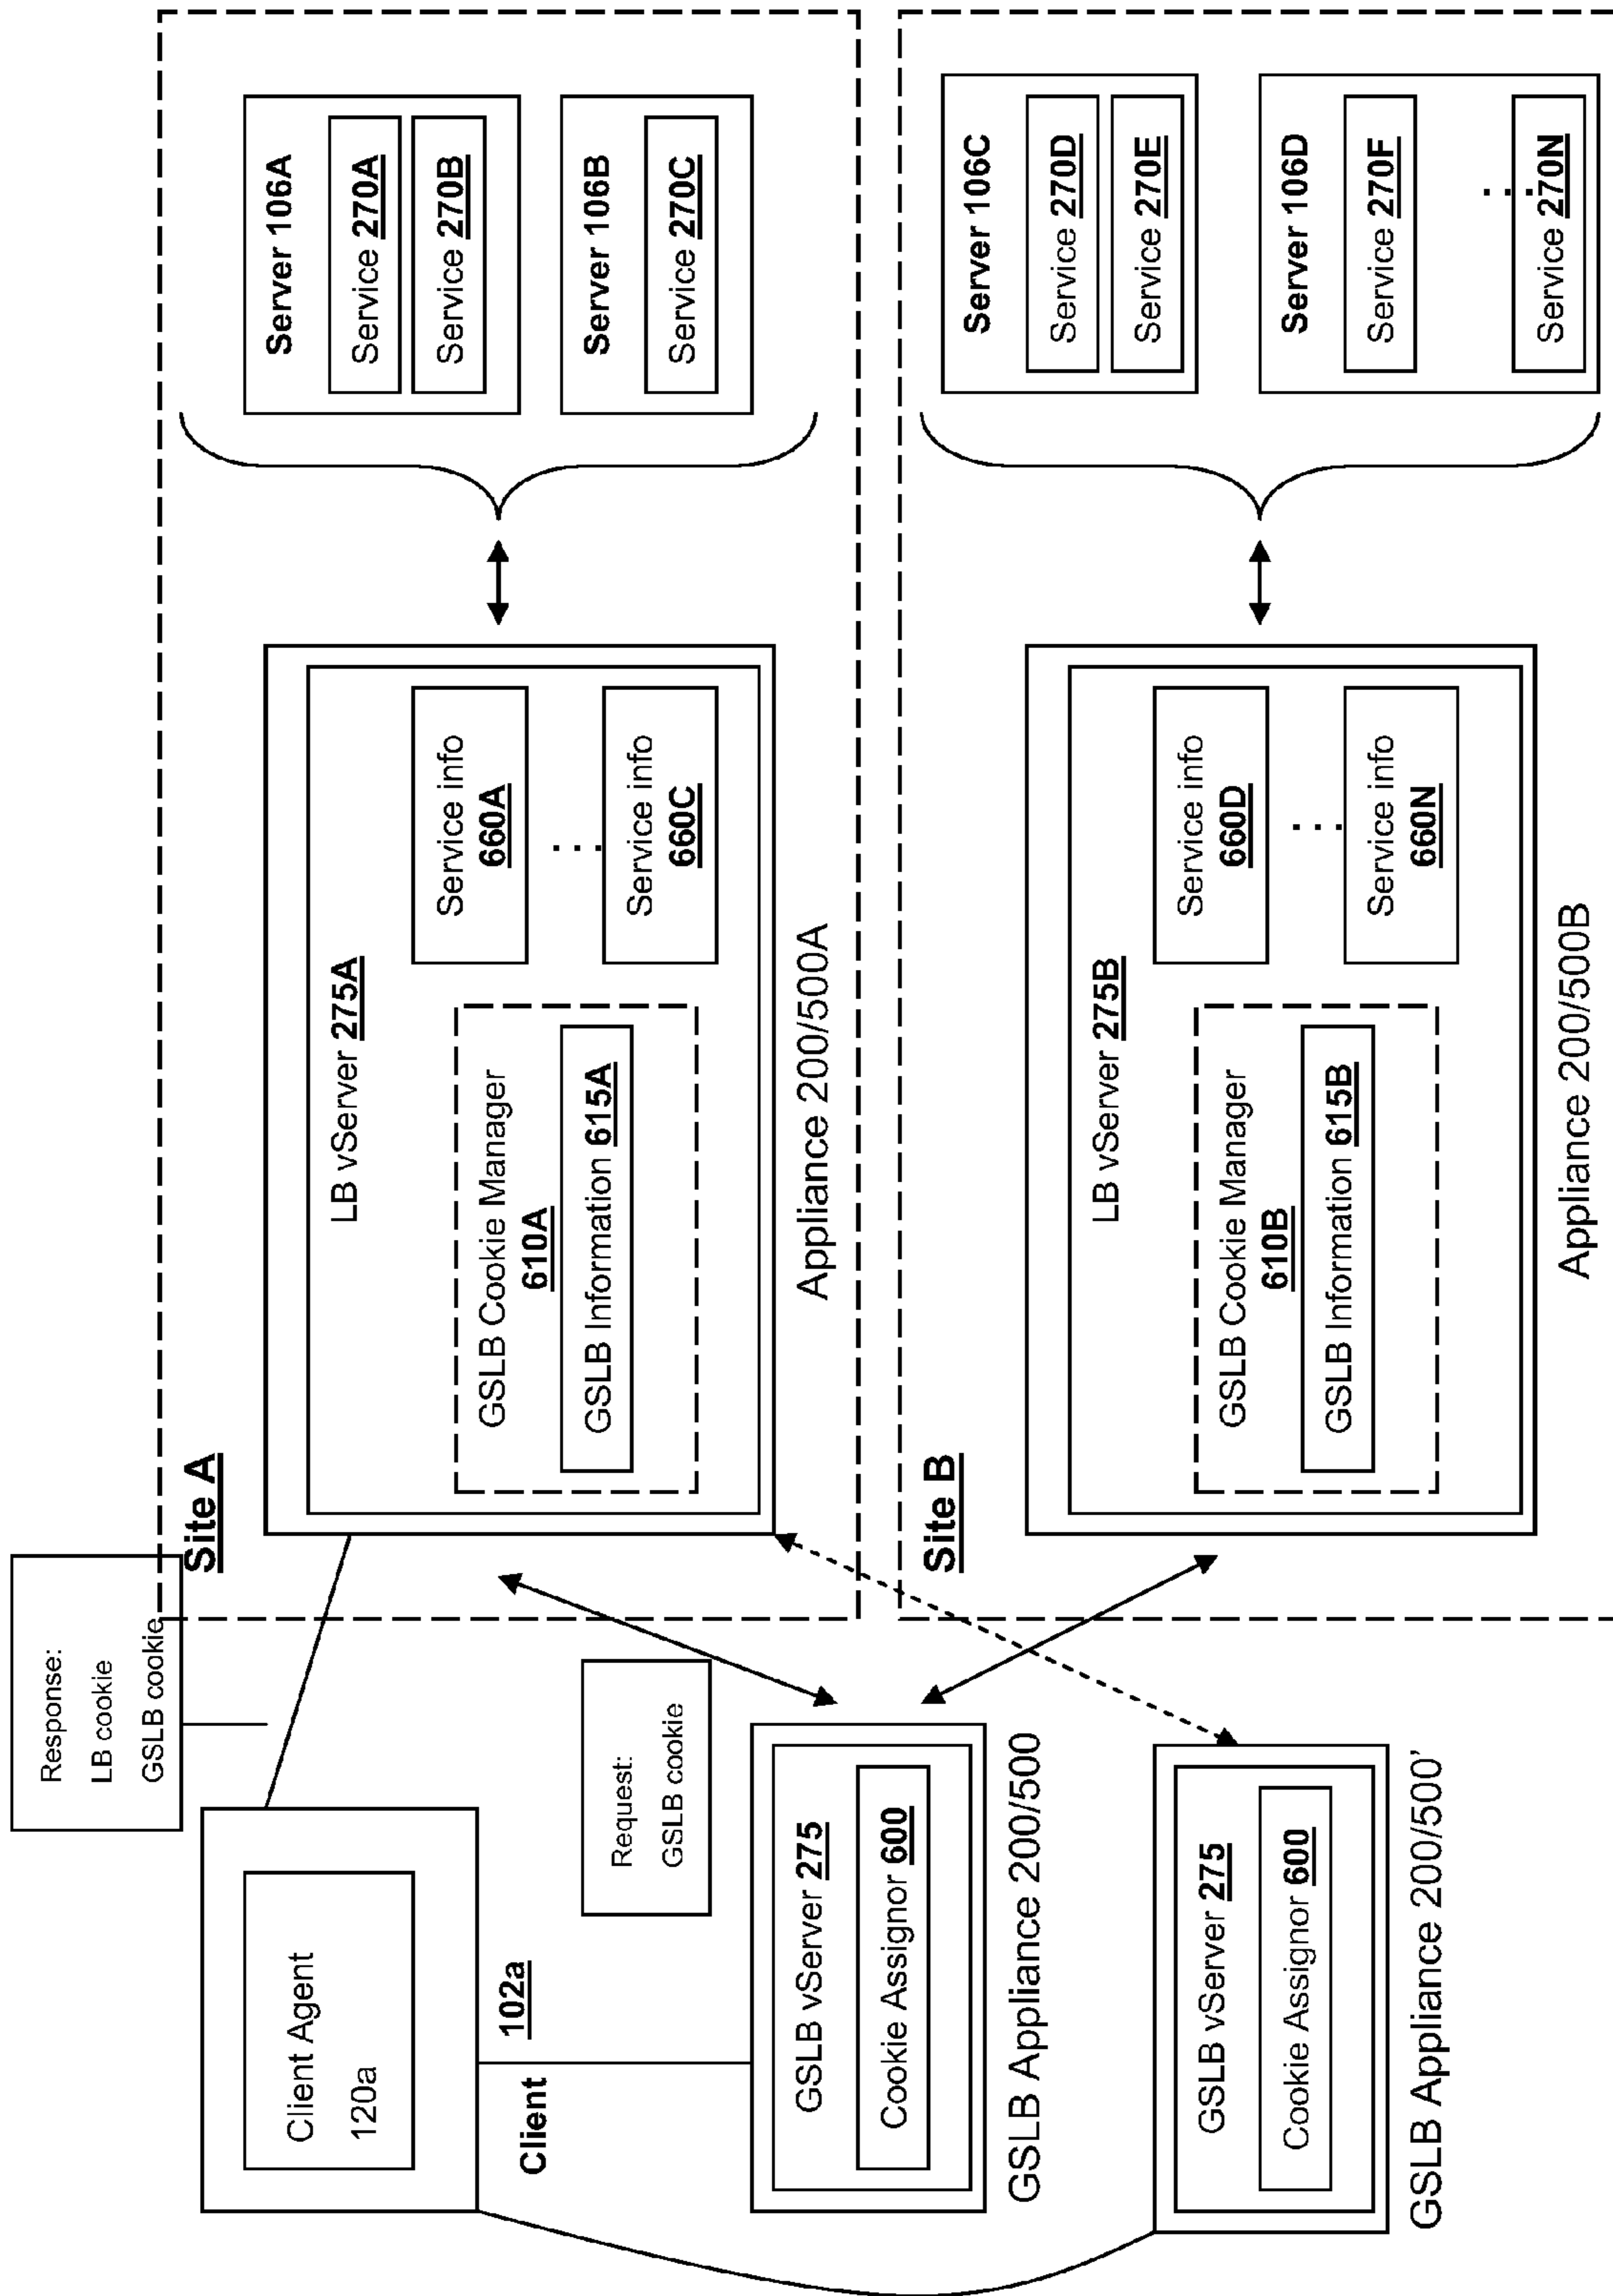 Response:
LB cookie
GSLB cookie
Client Agent
120a
Client
102a
Request:
GSLB cookie
GSLB vServer 275
Cookie Assignor 600
GSLB Appliance 200/500
GSLB vServer 275
Cookie Assignor 600
GSLB Appliance 200/500'
Site A
LB vServer 275A
GSLB Cookie Manager
610A
GSLB Information 615A
Service info
660A
...
Service info
660C
Appliance 200/500A
Server 106A
Service 270A
Service 270B
Server 106B
Service 270C
Site B
LB vServer 275B
GSLB Cookie Manager
610B
GSLB Information 615B
Service info
660D
...
Service info
660N
Appliance 200/500B
Server 106C
Service 270D
Service 270E
Server 106D
Service 270F
...
Service 270N